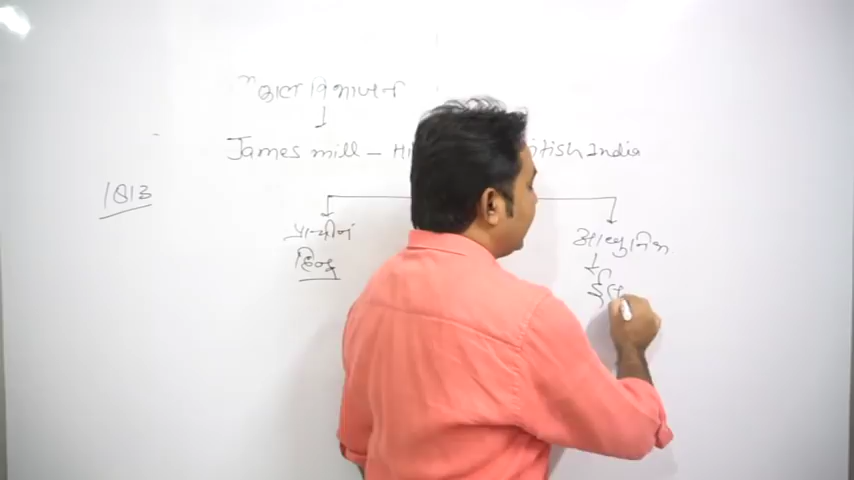 કાલ વિભાજન
James mill – Hi itish India
પ્રાચીન આધુનિક
હિન્દુ
1813